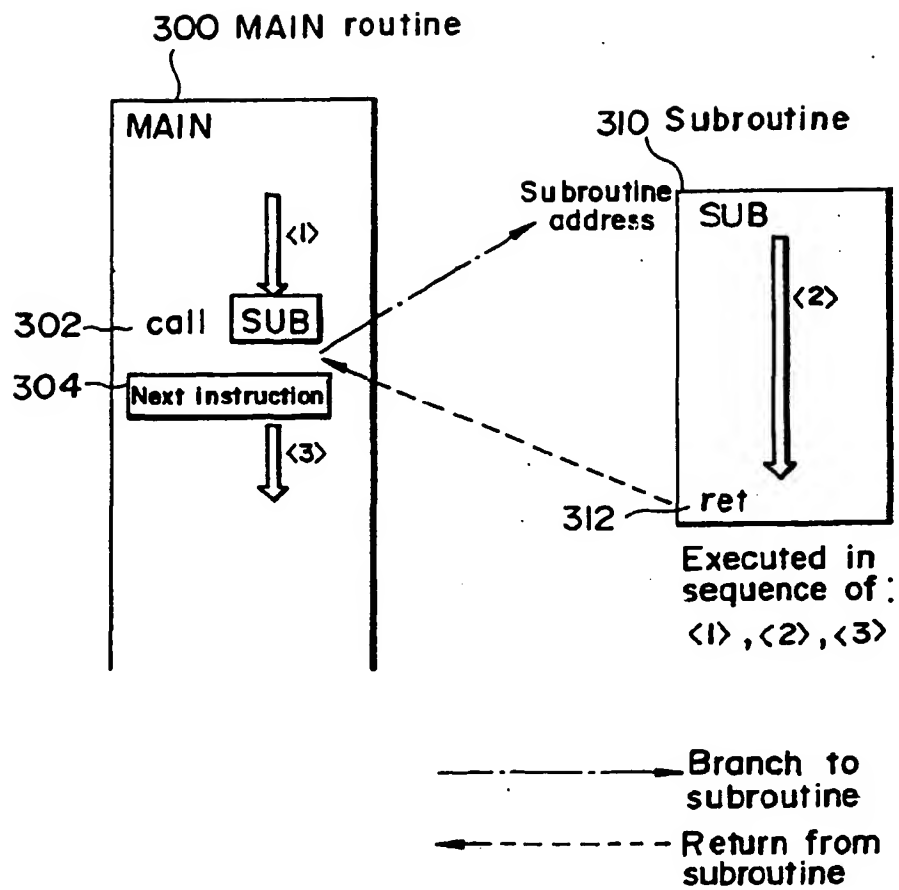 300 MAIN routine
MAIN
310 Subroutine
Subroutine
address
SUB
<1>
<2>
302 call SUB
304
Next instruction
<3>
312 ret
Executed in
sequence of :
<1>, <2>, <3>
Branch to
subroutine
Return from
subroutine